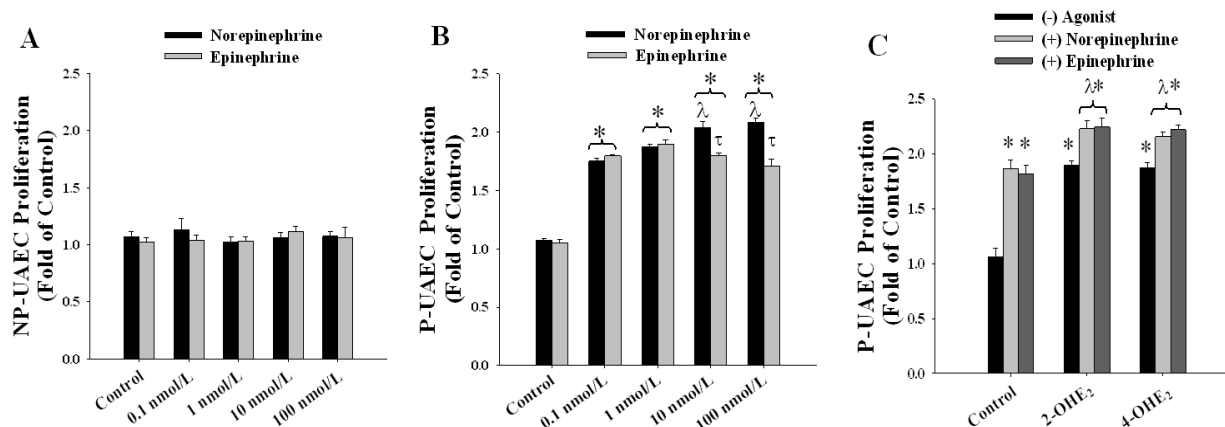 A
Norepinephrine
Epinephrine
NP-UAEC Proliferation
(Fold of Control)
2.5
2.0
1.5
1.0
0.5
0.0
Control
0.1 nmol/L
1 nmol/L
10 nmol/L
100 nmol/L
B
Norepinephrine
Epinephrine
P-UAEC Proliferation
(Fold of Control)
2.5
2.0
1.5
1.0
0.5
0.0
* * * *
λ λ
τ τ
Control
0.1 nmol/L
1 nmol/L
10 nmol/L
100 nmol/L
C
(-) Agonist
(+) Norepinephrine
(+) Epinephrine
P-UAEC Proliferation
(Fold of Control)
2.5
2.0
1.5
1.0
0.5
0.0
λ* λ*
* * * *
Control
2-OHE₂
4-OHE₂